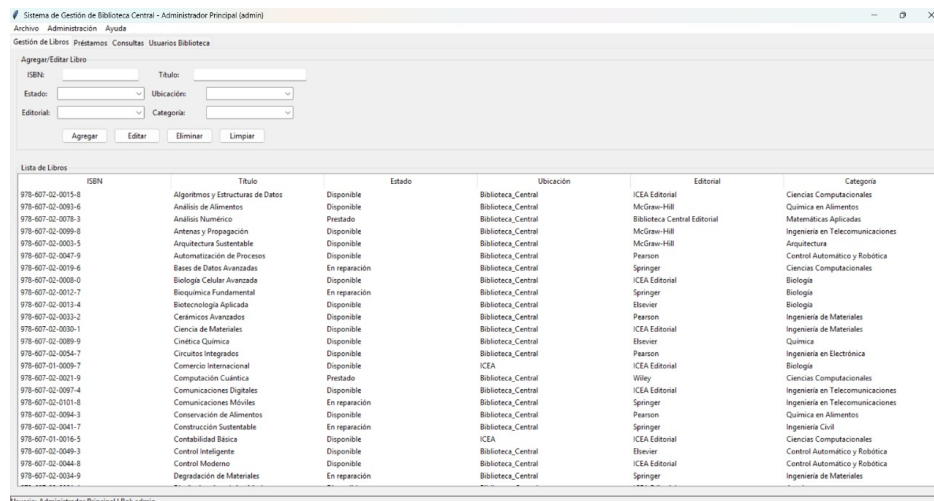 Sistema de Gestión de Biblioteca Central - Administrador Principal (admin)
Archivo Administración Ayuda
Gestión de Libros Préstamos Consultas Usuarios Biblioteca
Agregar/Editar Libro
ISBN: Título:
Estado: Ubicación:
Editorial: Categoría:
Agregar Editar Eliminar Limpiar
Lista de Libros
ISBN Título Estado Ubicación Editorial Categoría
978-607-02-0015-8 Algoritmos y Estructuras de Datos Disponible Biblioteca_Central ICEA Editorial Ciencias Computacionales
978-607-02-0093-6 Análisis de Alimentos Disponible Biblioteca_Central McGraw-Hill Química en Alimentos
978-607-02-0078-3 Análisis Numérico Prestado Biblioteca_Central Biblioteca Central Editorial Matemáticas Aplicadas
978-607-02-0099-8 Antenas y Propagación Disponible Biblioteca_Central McGraw-Hill Ingeniería en Telecomunicaciones
978-607-02-0003-5 Arquitectura Sustentable Disponible Biblioteca_Central McGraw-Hill Arquitectura
978-607-02-0047-9 Automatización de Procesos Disponible Biblioteca_Central Pearson Control Automático y Robótica
978-607-02-0019-6 Bases de Datos Avanzadas En reparación Biblioteca_Central Springer Ciencias Computacionales
978-607-02-0008-0 Biología Celular Avanzada Disponible Biblioteca_Central ICEA Editorial Biología
978-607-02-0012-7 Bioquímica Fundamental En reparación Biblioteca_Central Springer Biología
978-607-02-0013-4 Biotecnología Aplicada Disponible Biblioteca_Central Elsevier Biología
978-607-02-0033-2 Cerámicos Avanzados Disponible Biblioteca_Central Pearson Ingeniería de Materiales
978-607-02-0030-1 Ciencia de Materiales Disponible Biblioteca_Central ICEA Editorial Ingeniería de Materiales
978-607-02-0089-9 Cinética Química Disponible Biblioteca_Central Elsevier Química
978-607-02-0054-7 Circuitos Integrados Disponible Biblioteca_Central Pearson Ingeniería en Electrónica
978-607-01-0009-7 Comercio Internacional Disponible ICEA ICEA Editorial Biología
978-607-02-0021-9 Computación Cuántica Prestado Biblioteca_Central Wiley Ciencias Computacionales
978-607-02-0097-4 Comunicaciones Digitales Disponible Biblioteca_Central ICEA Editorial Ingeniería en Telecomunicaciones
978-607-02-0101-8 Comunicaciones Móviles En reparación Biblioteca_Central Springer Ingeniería en Telecomunicaciones
978-607-02-0094-3 Conservación de Alimentos Disponible Biblioteca_Central Pearson Química en Alimentos
978-607-02-0041-7 Construcción Sustentable En reparación Biblioteca_Central Springer Ingeniería Civil
978-607-01-0016-5 Contabilidad Básica Disponible ICEA ICEA Editorial Ciencias Computacionales
978-607-02-0049-3 Control Inteligente Disponible Biblioteca_Central Elsevier Control Automático y Robótica
978-607-02-0044-8 Control Moderno Disponible Biblioteca_Central ICEA Editorial Control Automático y Robótica
978-607-02-0034-9 Degradación de Materiales En reparación Biblioteca_Central Springer Ingeniería de Materiales
Usuario: Administrador Principal | Rol: admin